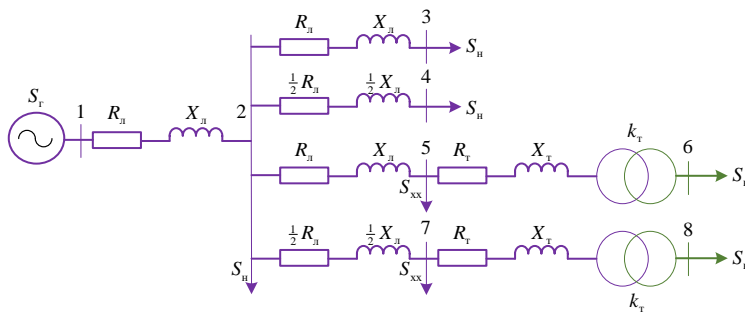 R_л X_л 3
S_н
½ R_л ½ X_л 4
S_н
S_г
1 R_л X_л 2
R_л X_л 5 R_т X_т k_т 6
S_хх
S_н
½ R_л ½ X_л 7 R_т X_т 8
S_н S_хх
S_н
k_т